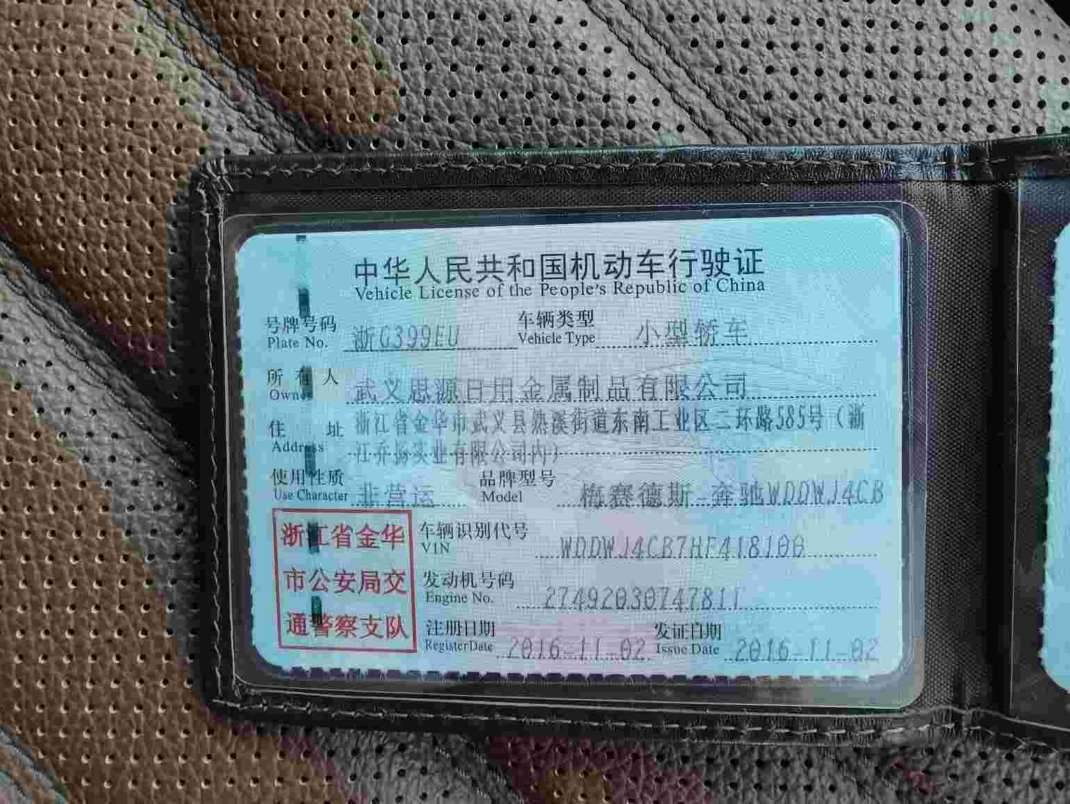 中华人民共和国机动车行驶证
Vehicle License of the People's Republic of China
号牌号码 浙G399EU 车辆类型 小型轿车
Plate No. Vehicle Type
所有人 武义思源日用金属制品有限公司
Owner
住址 浙江省金华市武义县熟溪街道东南工业区二环路585号（浙
Address 江乔扬实业有限公司内）
使用性质 非营运 品牌型号 梅赛德斯-奔驰WDDWJ4CB
Use Character Model
浙江省金华 车辆识别代号 WDDWJ4CB7HF418106
VIN
市公安局交 发动机号码 27492030747811
Engine No.
通警察支队 注册日期 2016-11-02 发证日期 2016-11-02
Register Date Issue Date